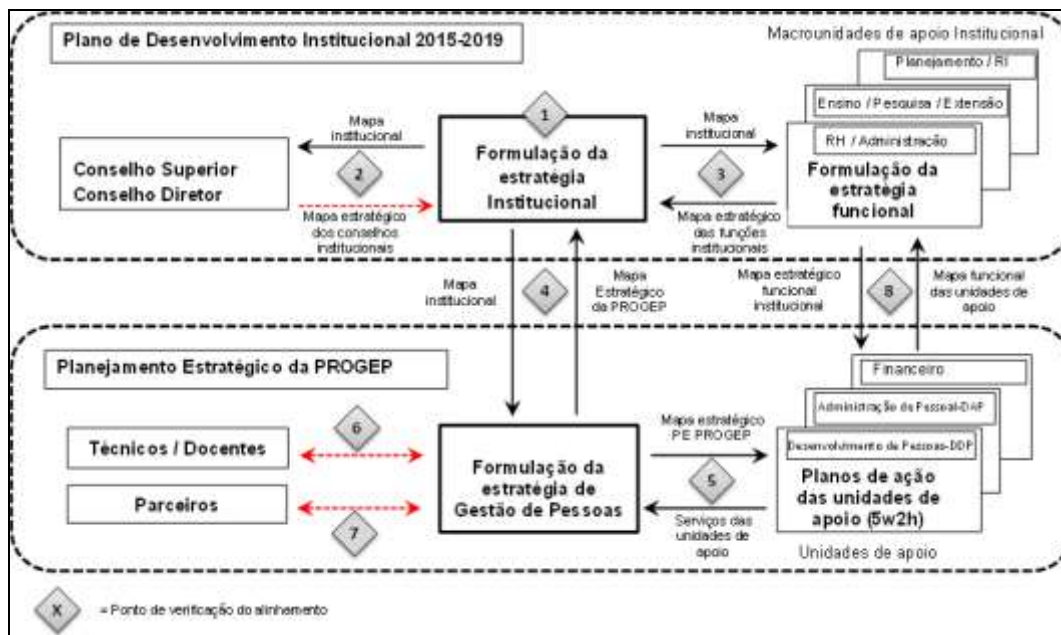 Plano de Desenvolvimento Institucional 2015-2019
Macrounidades de apoio Institucional
Planejamento / RI
Ensino / Pesquisa / Extensão
RH / Administracão
Formulação da
estratégia
funcional
Conselho Superior
Conselho Diretor
Mapa
institucional
2
Mapa estratégico
dos conselhos
institucionais
1
Formulação da
estratégia
Institucional
Mapa
institucional
3
Mapa estratégico
das funções
institucionais
Mapa
institucional
4
Mapa
Estratégico
da PROGEP
Mapa estratégico
funcional
institucional
8
Mapa funcional
das unidades de
apoio
Planejamento Estratégico da PROGEP
Técnicos / Docentes
6
Parceiros
7
Formulação da
estratégia de
Gestão de Pessoas
Mapa estratégico
PE PROGEP
5
Serviços das
unidades de
apoio
Financeiro
Administração de Pessoal-DAP
Desenvolvimento de Pessoas-DDP
Planos de ação
das unidades de
apoio (5w2h)
Unidades de apoio
X
= Ponto de verificação do alinhamento